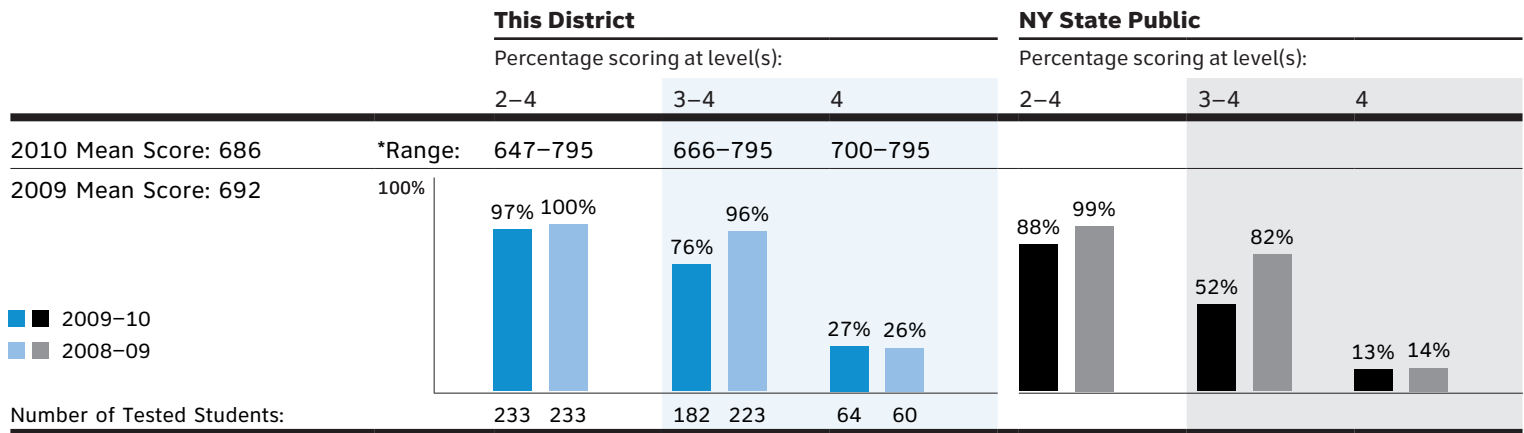 This District NY State Public
Percentage scoring at level(s): Percentage scoring at level(s):
2–4 3–4 4 2–4 3–4 4
2010 Mean Score: 686 *Range: 647–795 666–795 700–795
2009 Mean Score: 692 100%
97% 100% 96% 99%
76% 88% 82%
52%
27% 26% 13% 14%
2009–10
2008–09
Number of Tested Students: 233 233 182 223 64 60